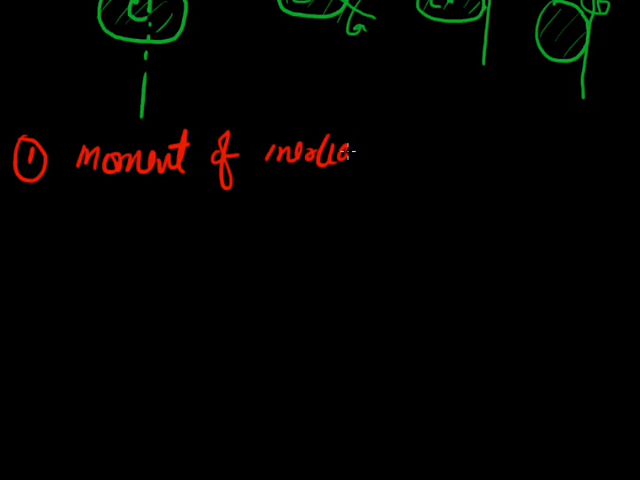 ① moment of inertia